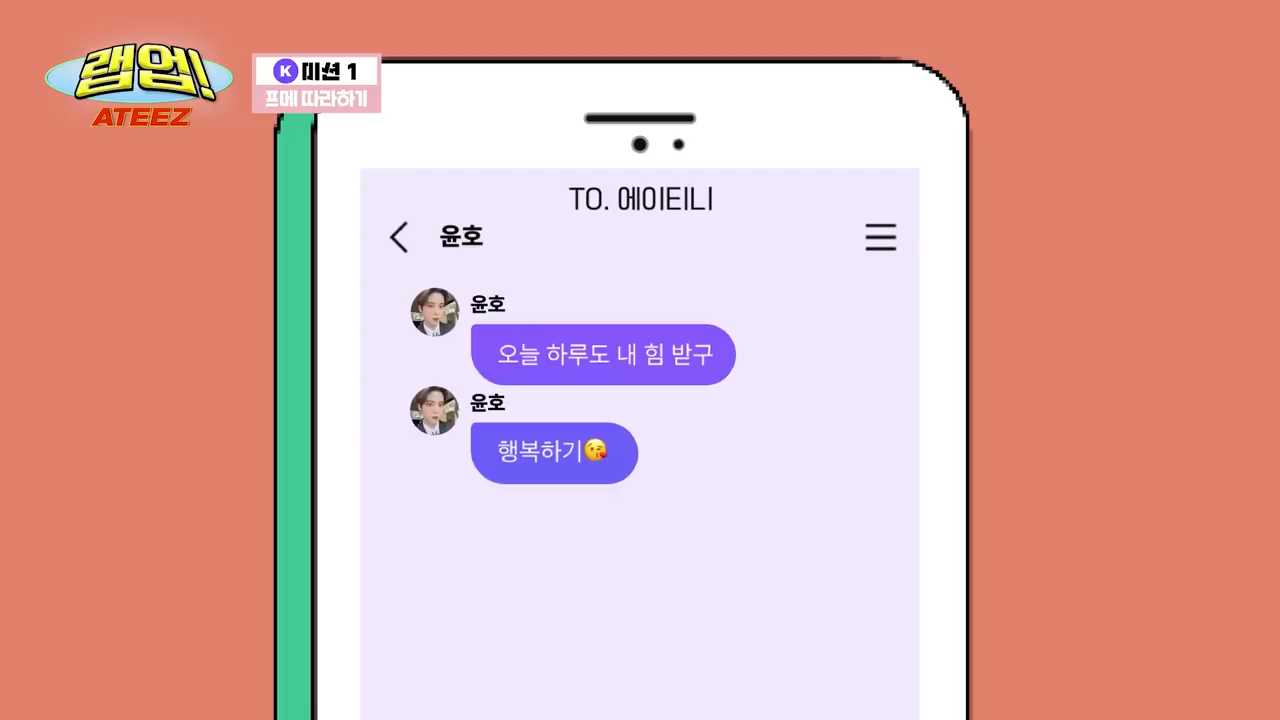 랩업!
ATEEZ
K 미션 1
프메 따라하기
TO. 에이티니
윤호
윤호
오늘 하루도 내 힘 받구
윤호
행복하기😘